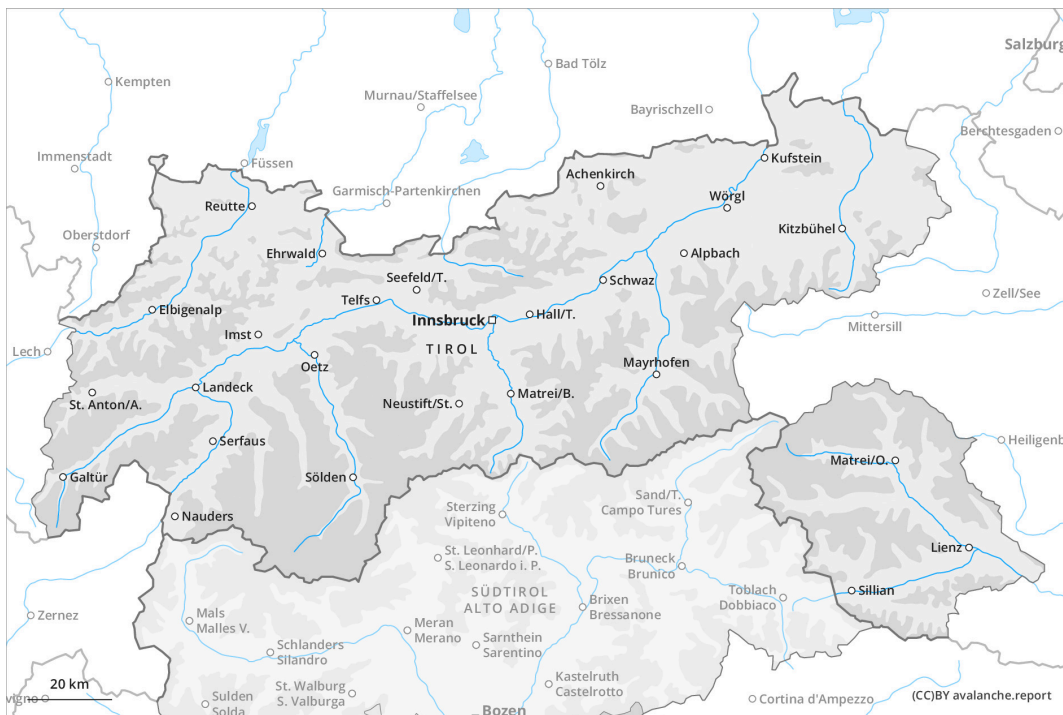 Salzburg
Kempten
Bad Tölz
Murnau/Staffelsee
Bayrischzell
Berchtesgaden
Immenstadt
Füssen
Kufstein
Achenkirch
Garmisch-Partenkirchen
Reutte
Wörgl
Oberstdorf
Kitzbühel
Ehrwald
Alpbach
Seefeld/T.
Schwaz
Zell/See
Telfs
Elbigenalp
Hall/T.
Innsbruck
Mittersill
Imst
TIROL
Lech
Oetz
Mayrhofen
Landeck
St. Anton/A.
Neustift/St.
Matrei/B.
Serfaus
Heiligenb
Matrei/O.
Galtür
Sölden
Sand/T.
Campo Tures
Sterzing
Vipiteno
Nauders
Lienz
St. Leonhard/P.
S. Leonardo i. P.
Bruneck
Brunico
SÜDTIROL
ALTO ADIGE
Toblach
Dobbiaco
Sillian
Zernez
Brixen
Bressanone
Mals
Malles V.
Meran
Merano
Sarnthein
Sarentino
Schlanders
Silandro
20 km
Kastelruth
Castelrotto
St. Walburg
S. Valburga
vigno
Sulden
Solda
Cortina d'Ampezzo
(CC)BY avalanche.report
Bozen